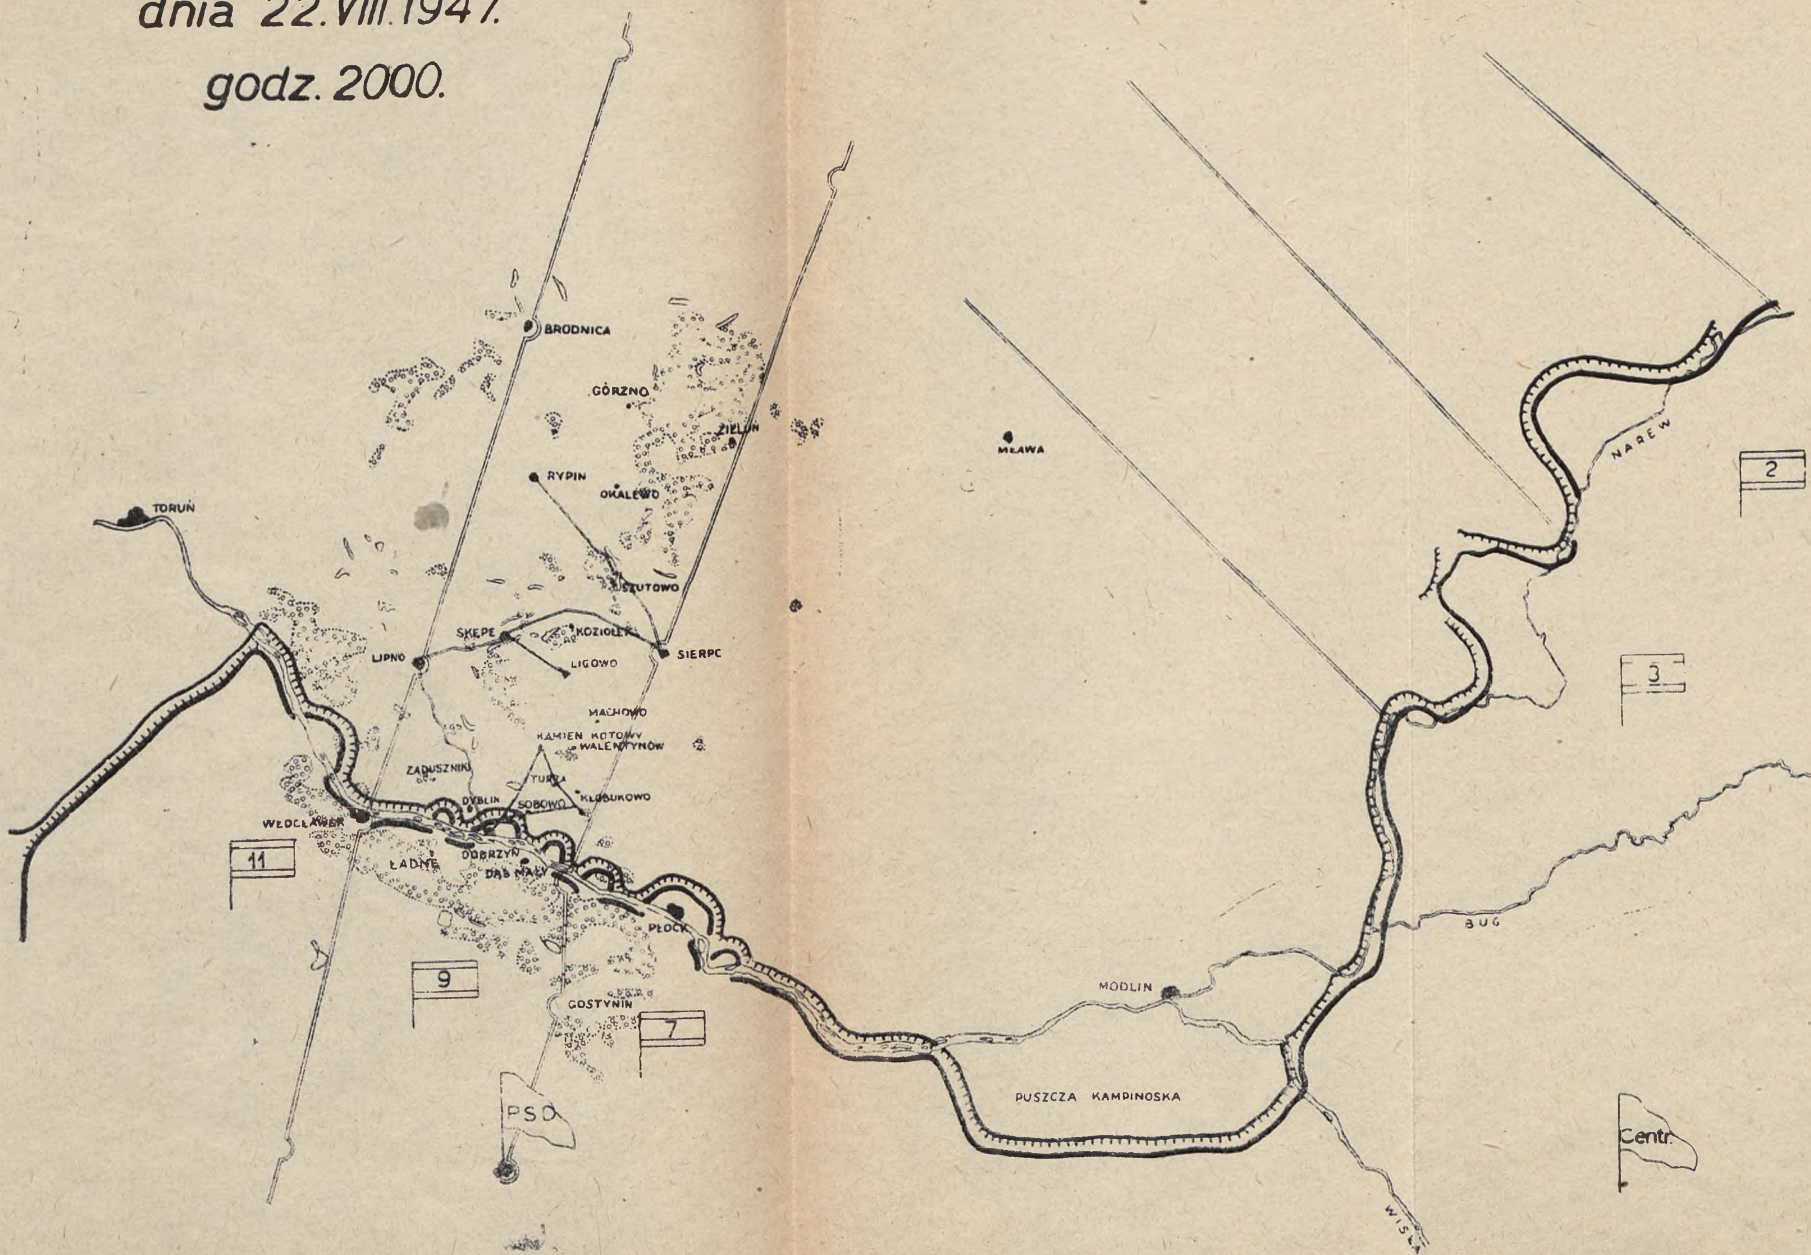 dnia 22.VIII.1947.
godz. 2000.
BRODNICA
GÓRZNO
ZIELUŃ
MŁAWA
RYPIN
OKALEWO
TORUŃ
NAREW
2
SZUTOWO
SKĘPE
KOZIOŁEK
LIPNO
LIGOWO
SIERPC
3
MACHOWO
KAMIEN KOTOWY
WALENTYNÓW
ZADUSZNIKI
TURZA
DYBLIN
SOBOWO
KŁOBUKOWO
WŁOCŁAWEK
11
ŁADNE
DOBRZYŃ
DĄB MAŁY
PŁOCK
BUG
9
MODLIN
GOSTYNIN
7
PUSZCZA KAMPINOSKA
PSD
Centr.
WISŁA